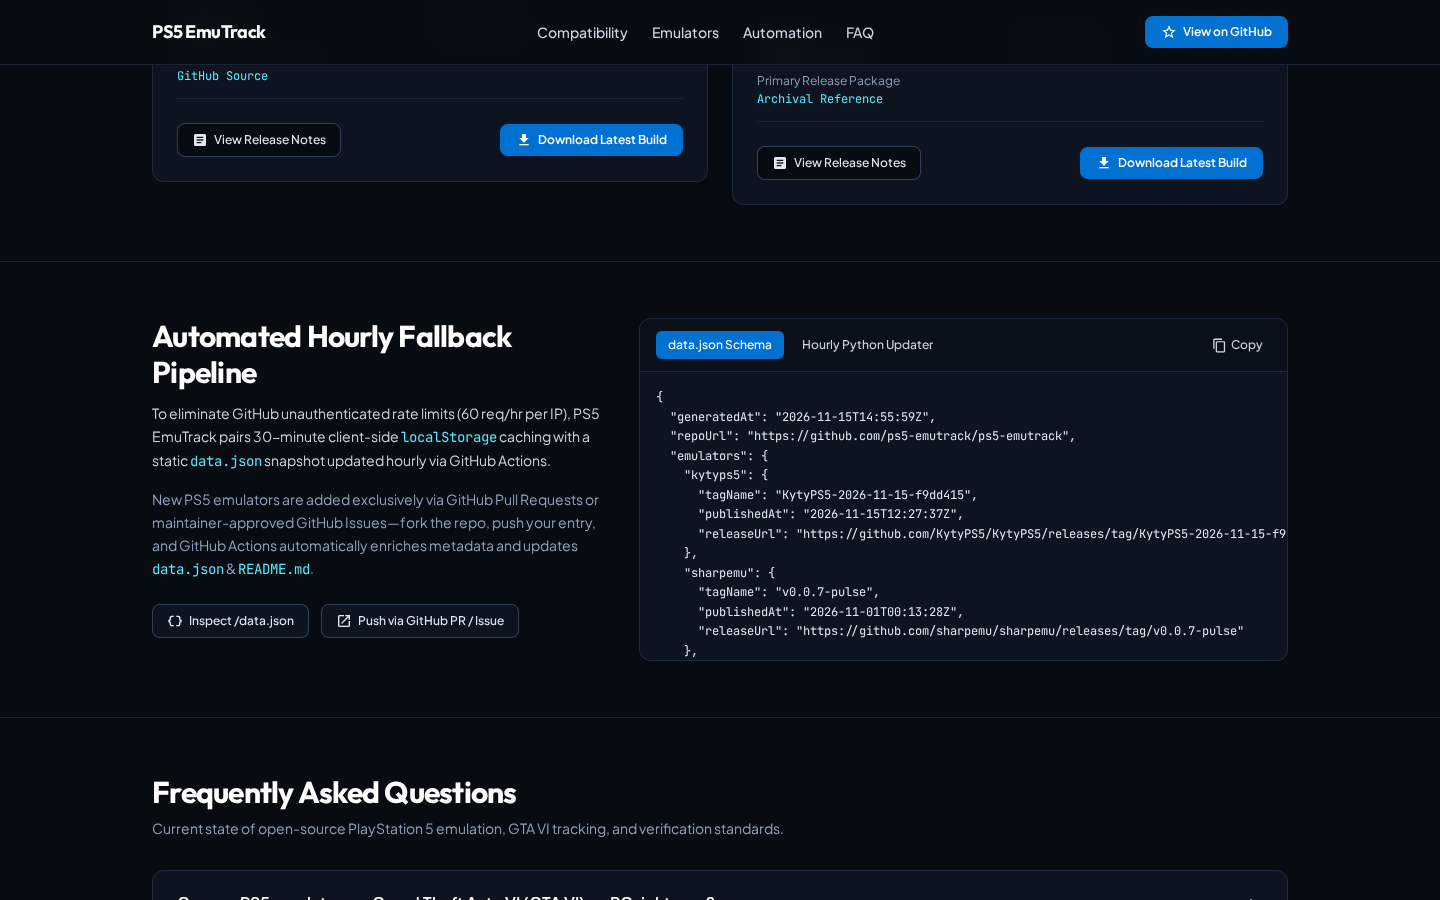 PS5 EmuTrack
Compatibility
Emulators
Automation
FAQ
View on GitHub
GitHub Source
View Release Notes
Download Latest Build
Primary Release Package
Archival Reference
View Release Notes
Download Latest Build
Automated Hourly Fallback
Pipeline
To eliminate GitHub unauthenticated rate limits (60 req/hr per IP), PS5
EmuTrack pairs 30-minute client-side localStorage caching with a
static data.json snapshot updated hourly via GitHub Actions.
New PS5 emulators are added exclusively via GitHub Pull Requests or
maintainer-approved GitHub Issues—fork the repo, push your entry,
and GitHub Actions automatically enriches metadata and updates
data.json & README.md.
Inspect /data.json
Push via GitHub PR / Issue
data.json Schema
Hourly Python Updater
Copy
{
"generatedAt": "2026-11-15T14:55:59Z",
"repoUrl": "https://github.com/ps5-emutrack/ps5-emutrack",
"emulators": {
"kytyps5": {
"tagName": "KytyPS5-2026-11-15-f9dd415",
"publishedAt": "2026-11-15T12:27:37Z",
"releaseUrl": "https://github.com/KytyPS5/KytyPS5/releases/tag/KytyPS5-2026-11-15-f9
},
"sharpemu": {
"tagName": "v0.0.7-pulse",
"publishedAt": "2026-11-01T00:13:28Z",
"releaseUrl": "https://github.com/sharpemu/sharpemu/releases/tag/v0.0.7-pulse"
},
Frequently Asked Questions
Current state of open-source PlayStation 5 emulation, GTA VI tracking, and verification standards.